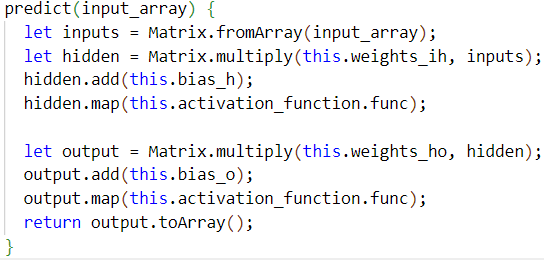 predict(input_array) {
let inputs = Matrix.fromArray(input_array);
let hidden = Matrix.multiply(this.weights_ih, inputs);
hidden.add(this.bias_h);
hidden.map(this.activation_function.func);
let output = Matrix.multiply(this.weights_ho, hidden);
output.add(this.bias_o);
output.map(this.activation_function.func);
return output.toArray();
}